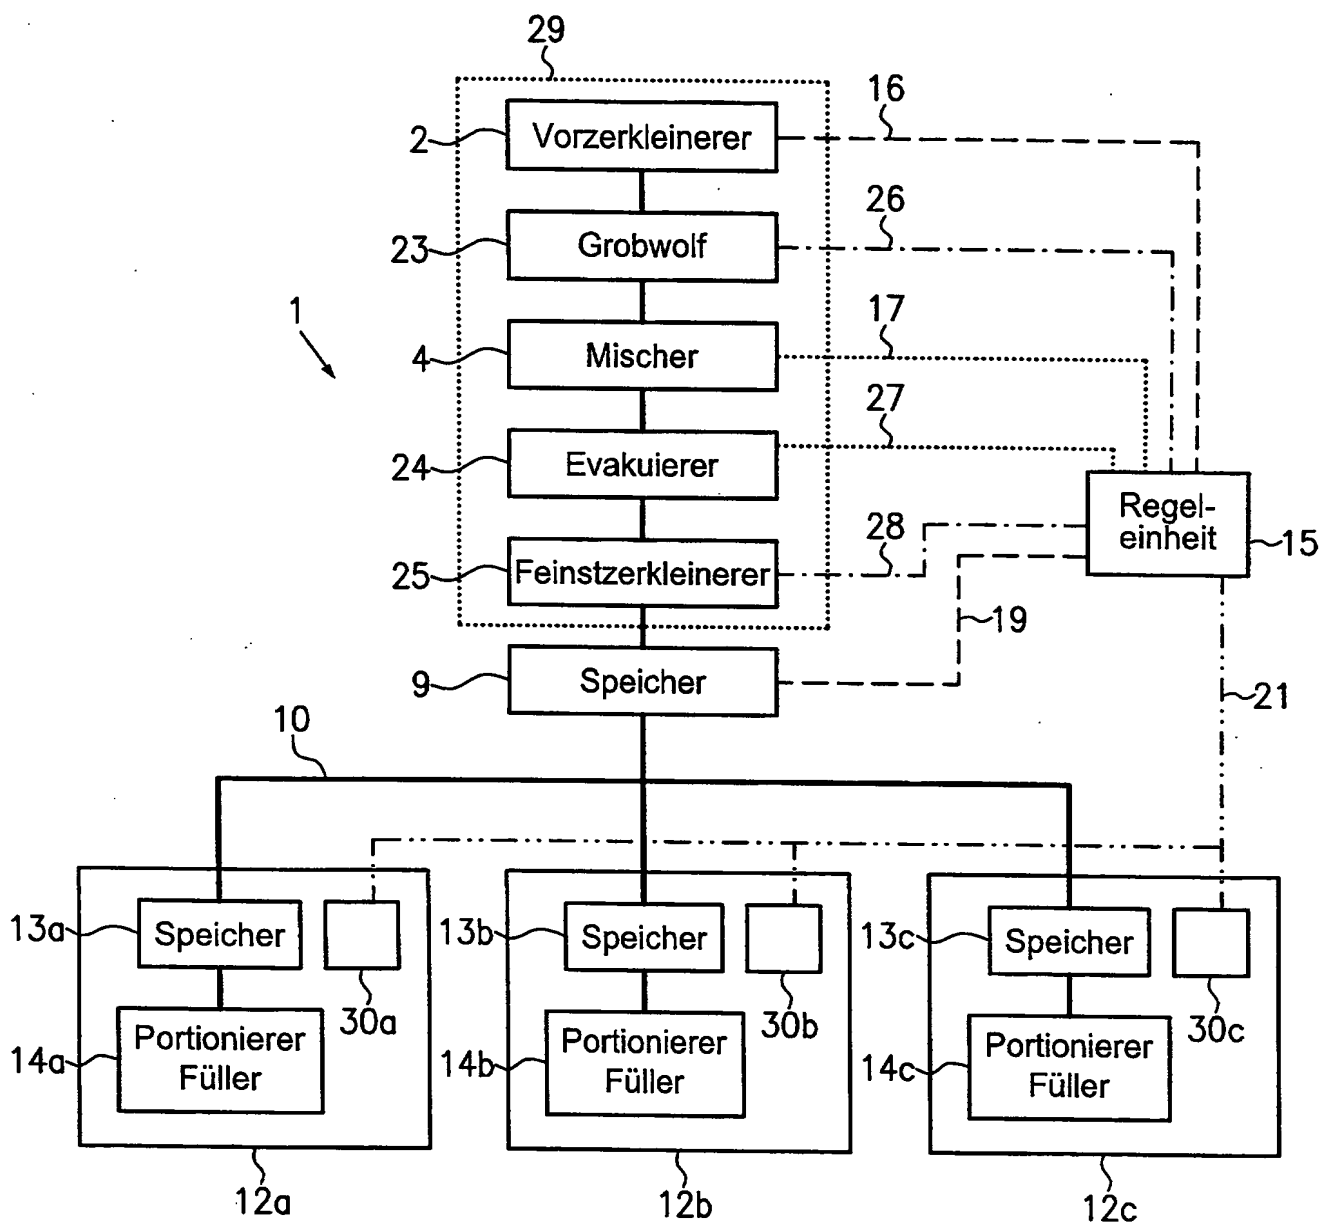 29
16
2
Vorzerkleinerer
26
23
Grobwolf
1
17
4
Mischer
27
24
Evakuierer
Regel-
einheit
15
28
25
Feinstzerkleinerer
19
9
Speicher
21
10
13a
Speicher
13b
Speicher
13c
Speicher
30a
30b
30c
14a
Portionierer
Füller
14b
Portionierer
Füller
14c
Portionierer
Füller
12a
12b
12c